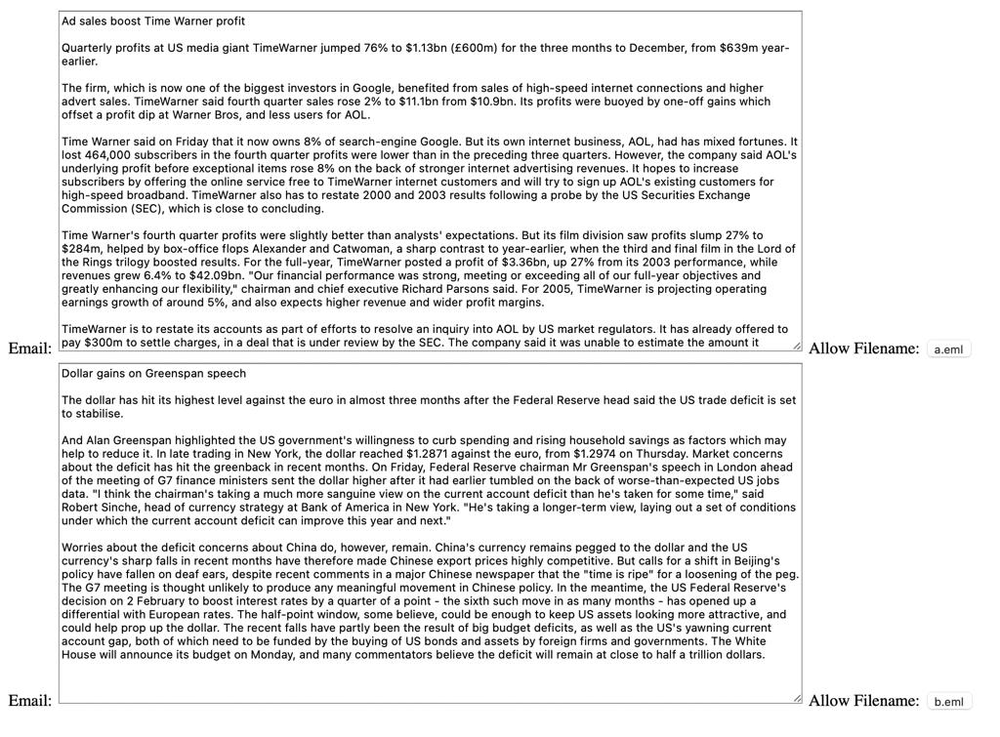 Ad sales boost Time Warner profit
Quarterly profits at US media giant TimeWarner jumped 76% to $1.13bn (£600m) for the three months to December, from $639m year-
earlier.
The firm, which is now one of the biggest investors in Google, benefited from sales of high-speed internet connections and higher
advert sales. TimeWarner said fourth quarter sales rose 2% to $11.1bn from $10.9bn. Its profits were buoyed by one-off gains which
offset a profit dip at Warner Bros, and less users for AOL.
Time Warner said on Friday that it now owns 8% of search-engine Google. But its own internet business, AOL, had has mixed fortunes. It
lost 464,000 subscribers in the fourth quarter profits were lower than in the preceding three quarters. However, the company said AOL's
underlying profit before exceptional items rose 8% on the back of stronger internet advertising revenues. It hopes to increase
subscribers by offering the online service free to TimeWarner internet customers and will try to sign up AOL's existing customers for
high-speed broadband. TimeWarner also has to restate 2000 and 2003 results following a probe by the US Securities Exchange
Commission (SEC), which is close to concluding.
Time Warner's fourth quarter profits were slightly better than analysts' expectations. But its film division saw profits slump 27% to
$284m, helped by box-office flops Alexander and Catwoman, a sharp contrast to year-earlier, when the third and final film in the Lord of
the Rings trilogy boosted results. For the full-year, TimeWarner posted a profit of $3.36bn, up 27% from its 2003 performance, while
revenues grew 6.4% to $42.09bn. "Our financial performance was strong, meeting or exceeding all of our full-year objectives and
greatly enhancing our flexibility," chairman and chief executive Richard Parsons said. For 2005, TimeWarner is projecting operating
earnings growth of around 5%, and also expects higher revenue and wider profit margins.
TimeWarner is to restate its accounts as part of efforts to resolve an inquiry into AOL by US market regulators. It has already offered to
pay $300m to settle charges, in a deal that is under review by the SEC. The company said it was unable to estimate the amount it
Email: Allow Filename: a.eml
Dollar gains on Greenspan speech
The dollar has hit its highest level against the euro in almost three months after the Federal Reserve head said the US trade deficit is set
to stabilise.
And Alan Greenspan highlighted the US government's willingness to curb spending and rising household savings as factors which may
help to reduce it. In late trading in New York, the dollar reached $1.2871 against the euro, from $1.2974 on Thursday. Market concerns
about the deficit has hit the greenback in recent months. On Friday, Federal Reserve chairman Mr Greenspan's speech in London ahead
of the meeting of G7 finance ministers sent the dollar higher after it had earlier tumbled on the back of worse-than-expected US jobs
data. "I think the chairman's taking a much more sanguine view on the current account deficit than he's taken for some time," said
Robert Sinche, head of currency strategy at Bank of America in New York. "He's taking a longer-term view, laying out a set of conditions
under which the current account deficit can improve this year and next."
Worries about the deficit concerns about China do, however, remain. China's currency remains pegged to the dollar and the US
currency's sharp falls in recent months have therefore made Chinese export prices highly competitive. But calls for a shift in Beijing's
policy have fallen on deaf ears, despite recent comments in a major Chinese newspaper that the "time is ripe" for a loosening of the peg.
The G7 meeting is thought unlikely to produce any meaningful movement in Chinese policy. In the meantime, the US Federal Reserve's
decision on 2 February to boost interest rates by a quarter of a point - the sixth such move in as many months - has opened up a
differential with European rates. The half-point window, some believe, could be enough to keep US assets looking more attractive, and
could help prop up the dollar. The recent falls have partly been the result of big budget deficits, as well as the US's yawning current
account gap, both of which need to be funded by the buying of US bonds and assets by foreign firms and governments. The White
House will announce its budget on Monday, and many commentators believe the deficit will remain at close to half a trillion dollars.
Email: Allow Filename: b.eml